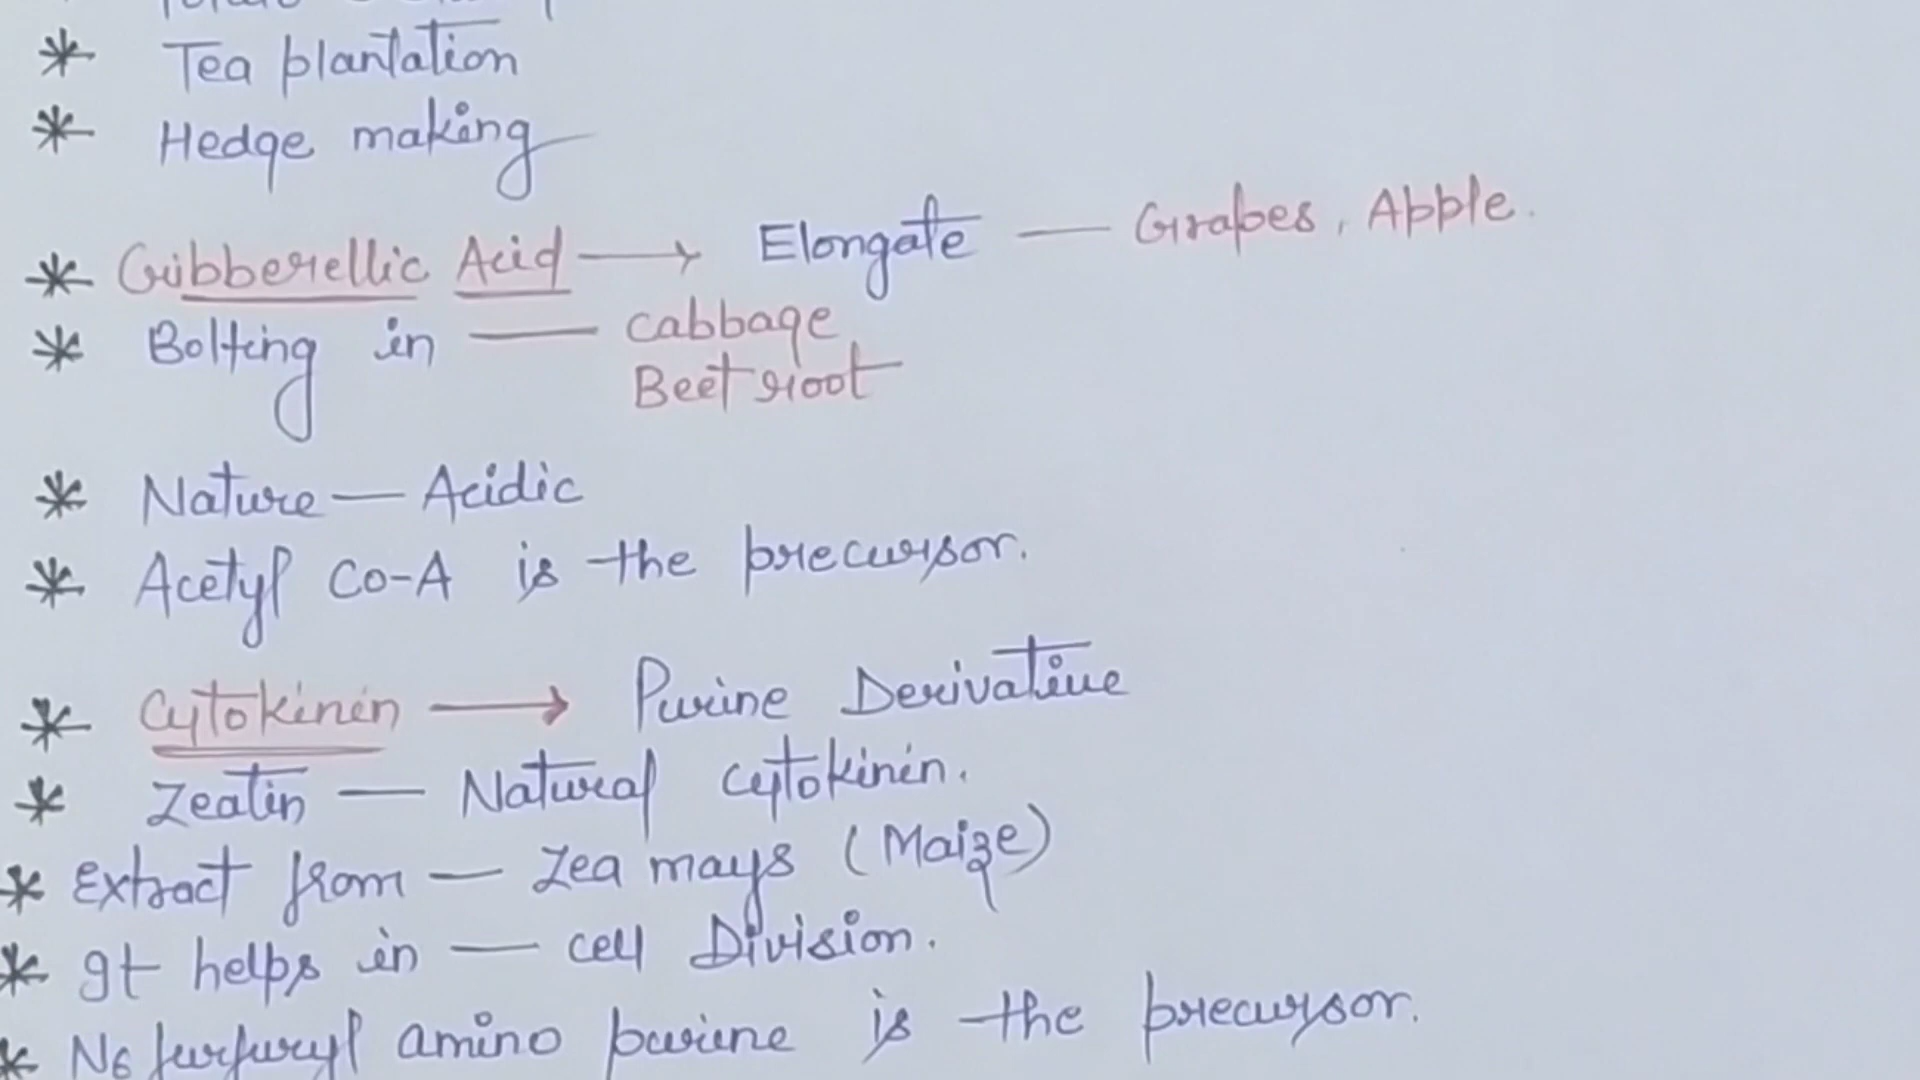 * Tea plantation
* Hedge making
* Gibberellic Acid → Elongate — Grapes, Apple.
* Bolting in — cabbage
Beet root
* Nature — Acidic
* Acetyl Co-A is the precursor.
* Cytokinin → Purine Derivative
* Zeatin — Natural cytokinin.
* Extract from — Zea mays (Maize)
* It helps in — cell Division.
* N6 furfuryl amino purine is the precursor.